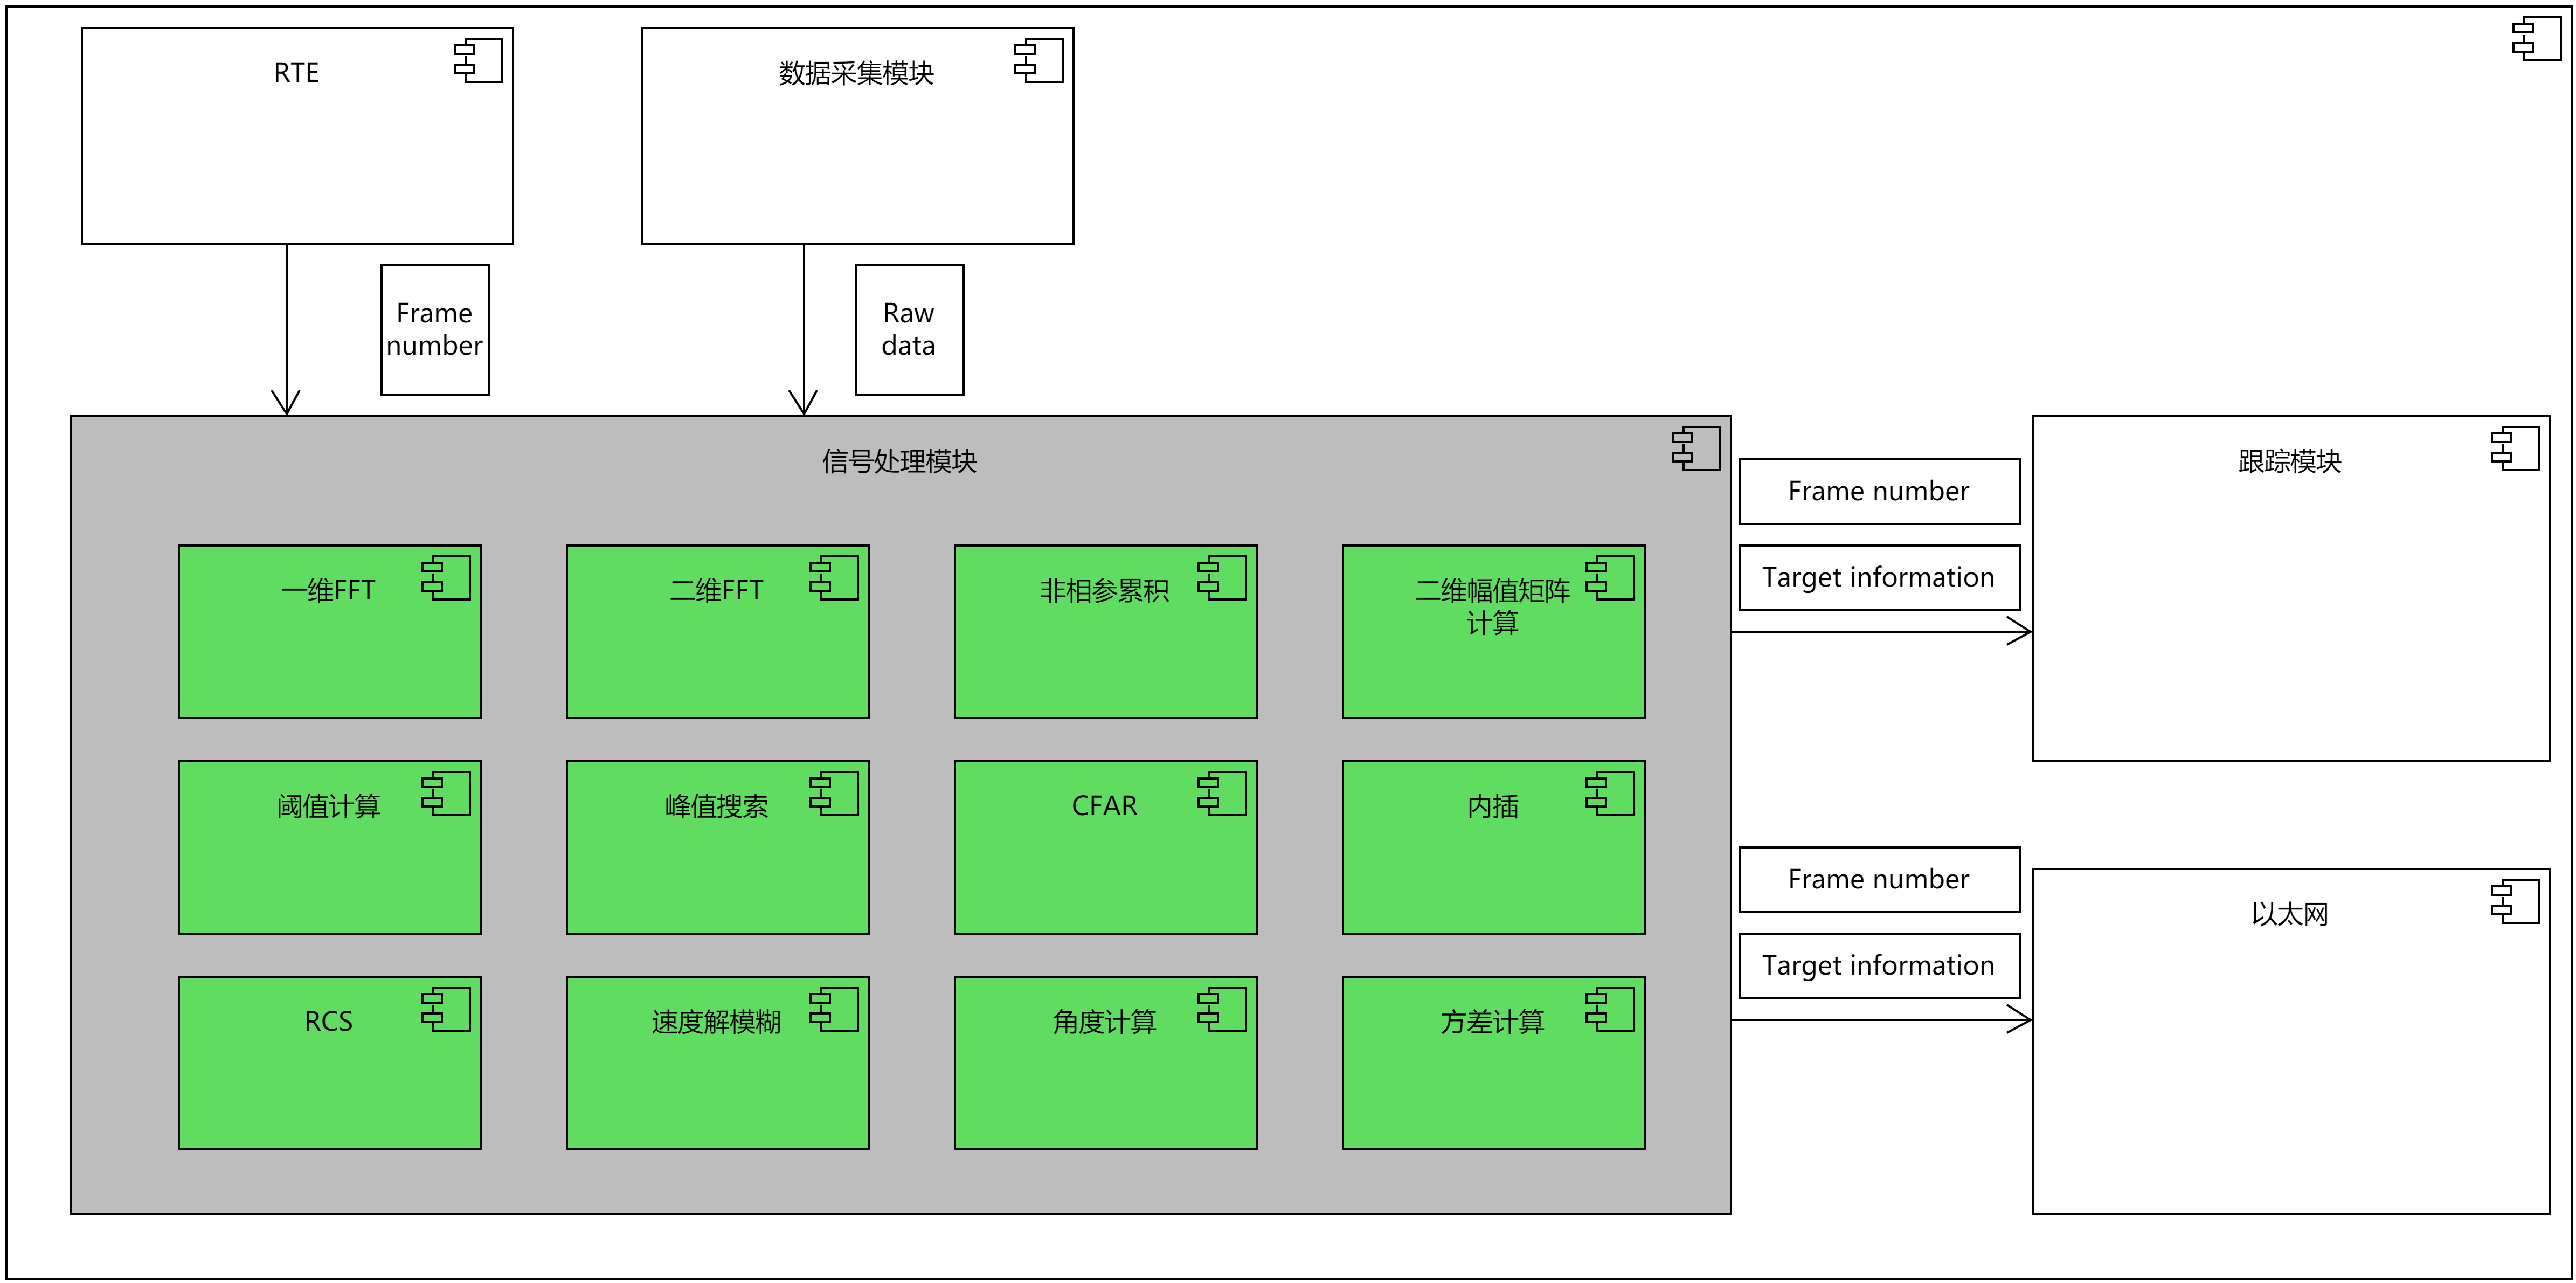 RTE
数据采集模块
Frame
number
Raw
data
信号处理模块
一维FFT
二维FFT
非相参累积
二维幅值矩阵
计算
阈值计算
峰值搜索
CFAR
内插
RCS
速度解模糊
角度计算
方差计算
Frame number
Target information
跟踪模块
Frame number
Target information
以太网